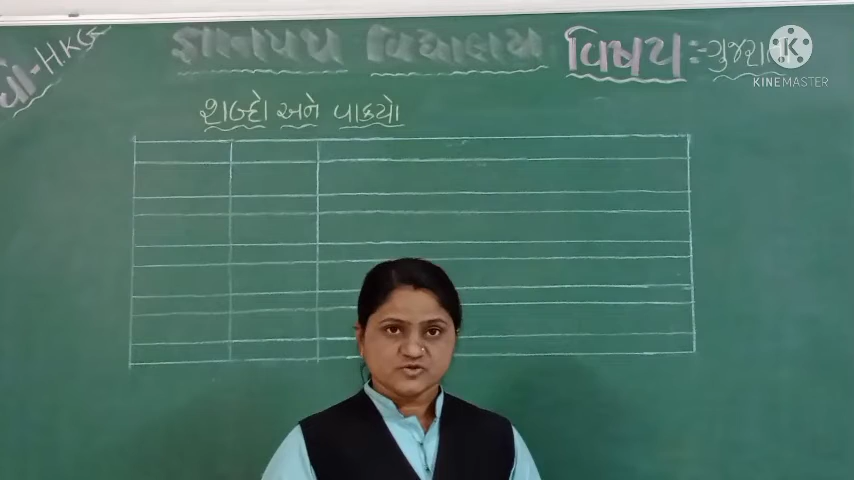 જ્ઞાનપથ વિદ્યાલય
વિષય : ગુજરાતી
KINEMASTER
ધો - H.KG
શબ્દો અને વાક્યો